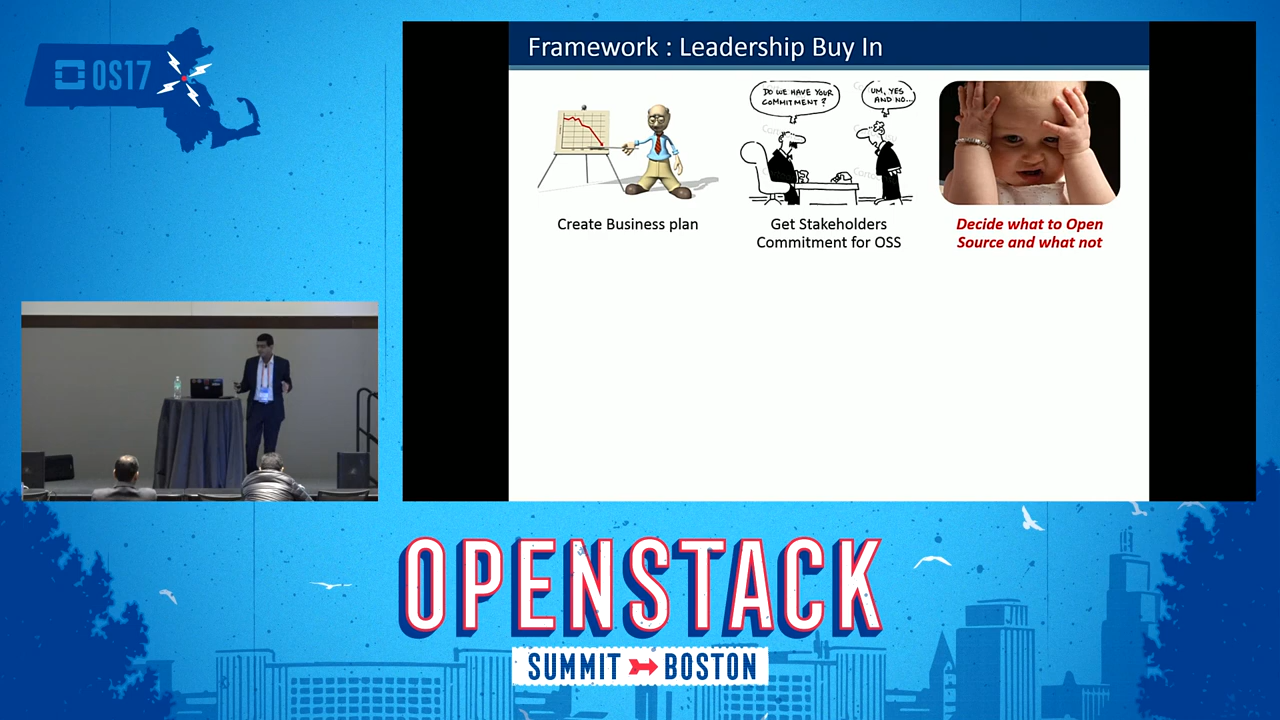 OS17
Framework : Leadership Buy In
DO WE HAVE YOUR
COMMITMENT ?
UM, YES
AND NO...
Create Business plan
Get Stakeholders
Commitment for OSS
Decide what to Open
Source and what not
OPENSTACK
SUMMIT BOSTON